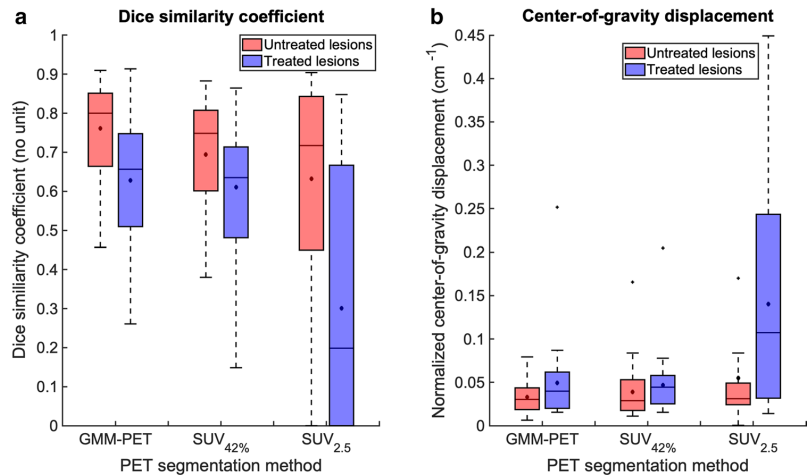 a
Dice similarity coefficient
Untreated lesions
Treated lesions
Dice similiarity coefficient (no unit)
1
0.9
0.8
0.7
0.6
0.5
0.4
0.3
0.2
0.1
0
GMM-PET
SUV42%
SUV2.5
PET segmentation method
b
Center-of-gravity displacement
Untreated lesions
Treated lesions
Normalized center-of-gravity displacement (cm-1)
0.45
0.4
0.35
0.3
0.25
0.2
0.15
0.1
0.05
0
GMM-PET
SUV42%
SUV2.5
PET segmentation method